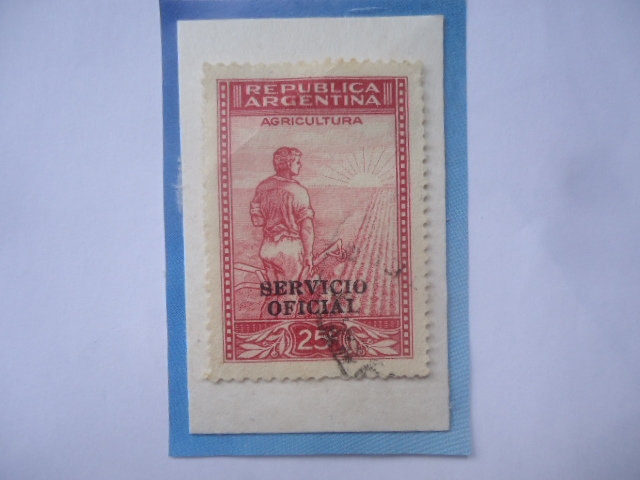 REPUBLICA
ARGENTINA
AGRICULTURA
SERVICIO
OFICIAL
25